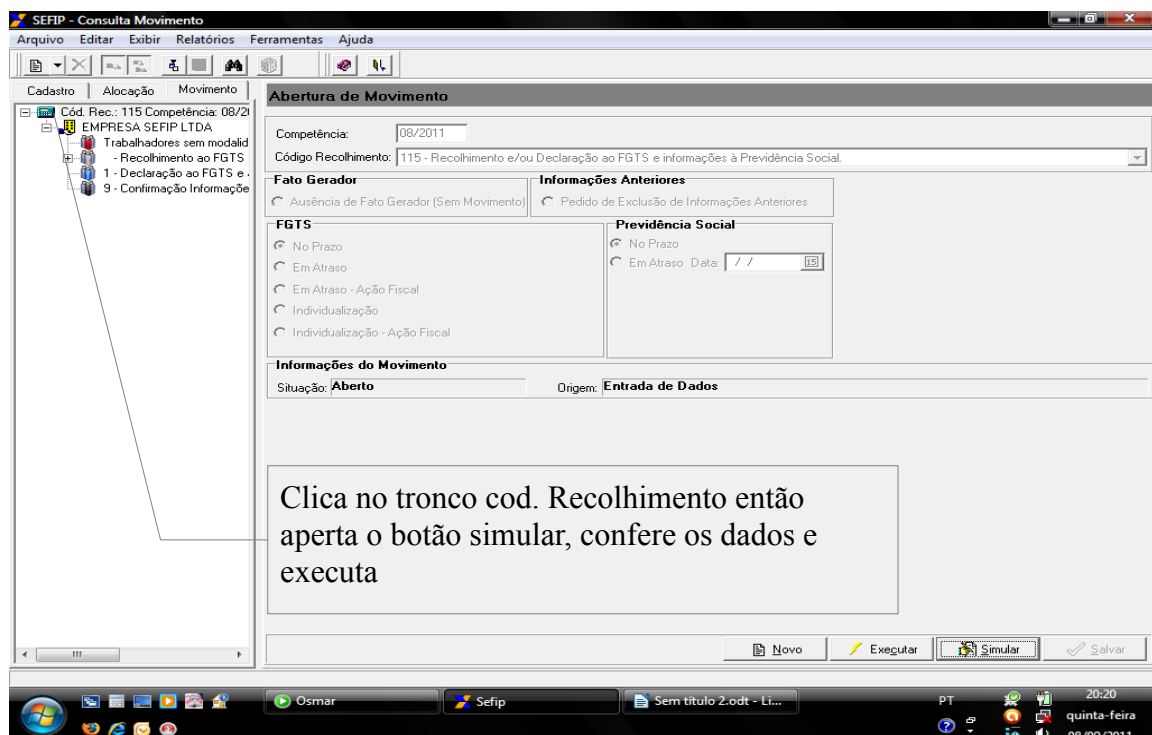 SEFIP - Consulta Movimento
Arquivo Editar Exibir Relatórios Ferramentas Ajuda
Cadastro Alocação Movimento
Cód. Rec.: 115 Competência: 08/20
EMPRESA SEFIP LTDA
Trabalhadores sem modalid
- Recolhimento ao FGTS
1 - Declaração ao FGTS e
9 - Confirmação Informaçõe
Abertura de Movimento
Competência: 08/2011
Código Recolhimento: 115 - Recolhimento e/ou Declaração ao FGTS e informações à Previdência Social.
Fato Gerador
Ausência de Fato Gerador (Sem Movimento)
Informações Anteriores
Pedido de Exclusão de Informações Anteriores
FGTS
No Prazo
Em Atraso
Em Atraso - Ação Fiscal
Individualização
Individualização - Ação Fiscal
Previdência Social
No Prazo
Em Atraso Data: / / 15
Informações do Movimento
Situação: Aberto Origem: Entrada de Dados
Clica no tronco cod. Recolhimento então
aperta o botão simular, confere os dados e
executa
Novo Executar Simular Salvar
Osmar Sefip Sem título 2.odt - Li... PT 20:20
quinta-feira
08/09/2011